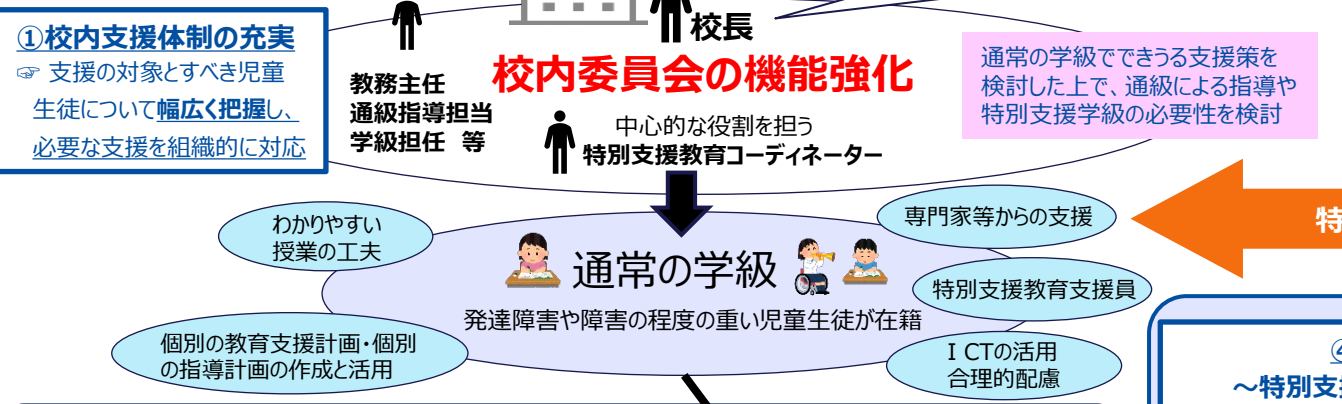 ①校内支援体制の充実
☞ 支援の対象とすべき児童
生徒について幅広く把握し、
必要な支援を組織的に対応
校長
校内委員会の機能強化
教務主任
通級指導担当
学級担任 等
中心的な役割を担う
特別支援教育コーディネーター
通常の学級でできうる支援策を
検討した上で、通級による指導や
特別支援学級の必要性を検討
わかりやすい
授業の工夫
専門家等からの支援
特
通常の学級
特別支援教育支援員
発達障害や障害の程度の重い児童生徒が在籍
個別の教育支援計画・個別
の指導計画の作成と活用
ICTの活用
合理的配慮
~特別支